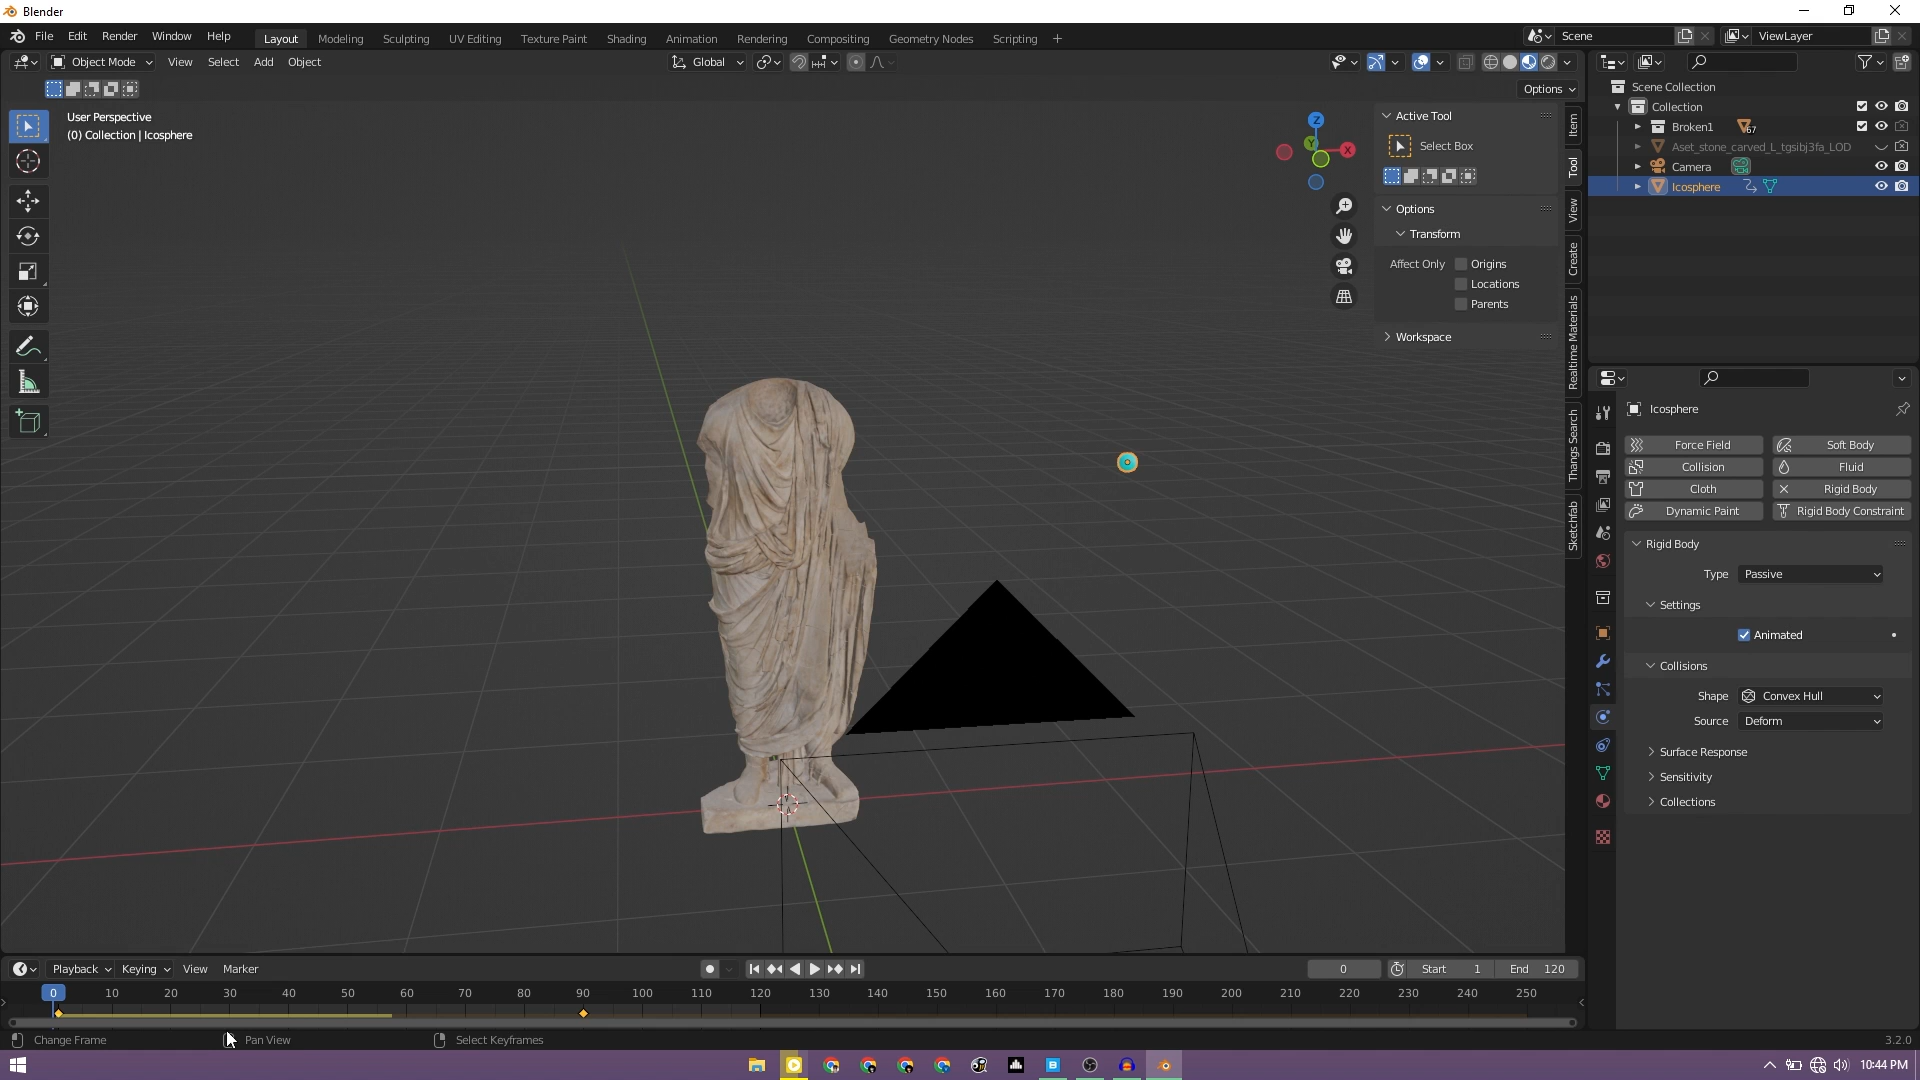 Blender
File Edit Render Window Help
Layout Modeling Sculpting UV Editing Texture Paint Shading Animation Rendering Compositing Geometry Nodes Scripting +
Scene
ViewLayer
Object Mode View Select Add Object
Global
Options
User Perspective
(0) Collection | Icosphere
Z
Y
X
Active Tool
Select Box
Options
Transform
Affect Only Origins
Locations
Parents
Workspace
Item
Tool
View
Create
Realtime Materials
Thangs Search
Sketchfab
Scene Collection
Collection
Broken1 67
Aset_stone_carved_L_tgsibj3fa_LOD
Camera
Icosphere
Icosphere
Force Field Soft Body
Collision Fluid
Cloth Rigid Body
Dynamic Paint Rigid Body Constraint
Rigid Body
Type Passive
Settings
Animated
Collisions
Shape Convex Hull
Source Deform
Surface Response
Sensitivity
Collections
Playback Keying View Marker
0 Start 1 End 120
0 10 20 30 40 50 60 70 80 90 100 110 120 130 140 150 160 170 180 190 200 210 220 230 240 250
Change Frame Pan View Select Keyframes
3.2.0
10:44 PM